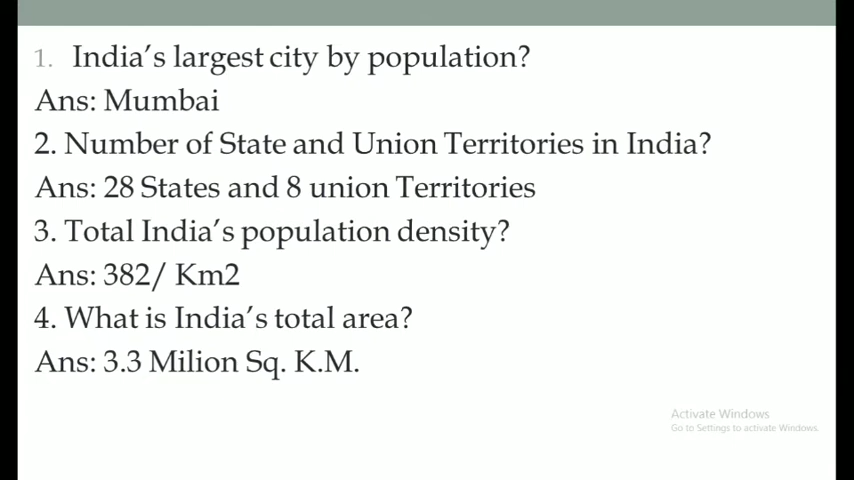 1. India's largest city by population?
Ans: Mumbai
2. Number of State and Union Territories in India?
Ans: 28 States and 8 union Territories
3. Total India's population density?
Ans: 382/ Km2
4. What is India's total area?
Ans: 3.3 Milion Sq. K.M.
Activate Windows
Go to Settings to activate Windows.